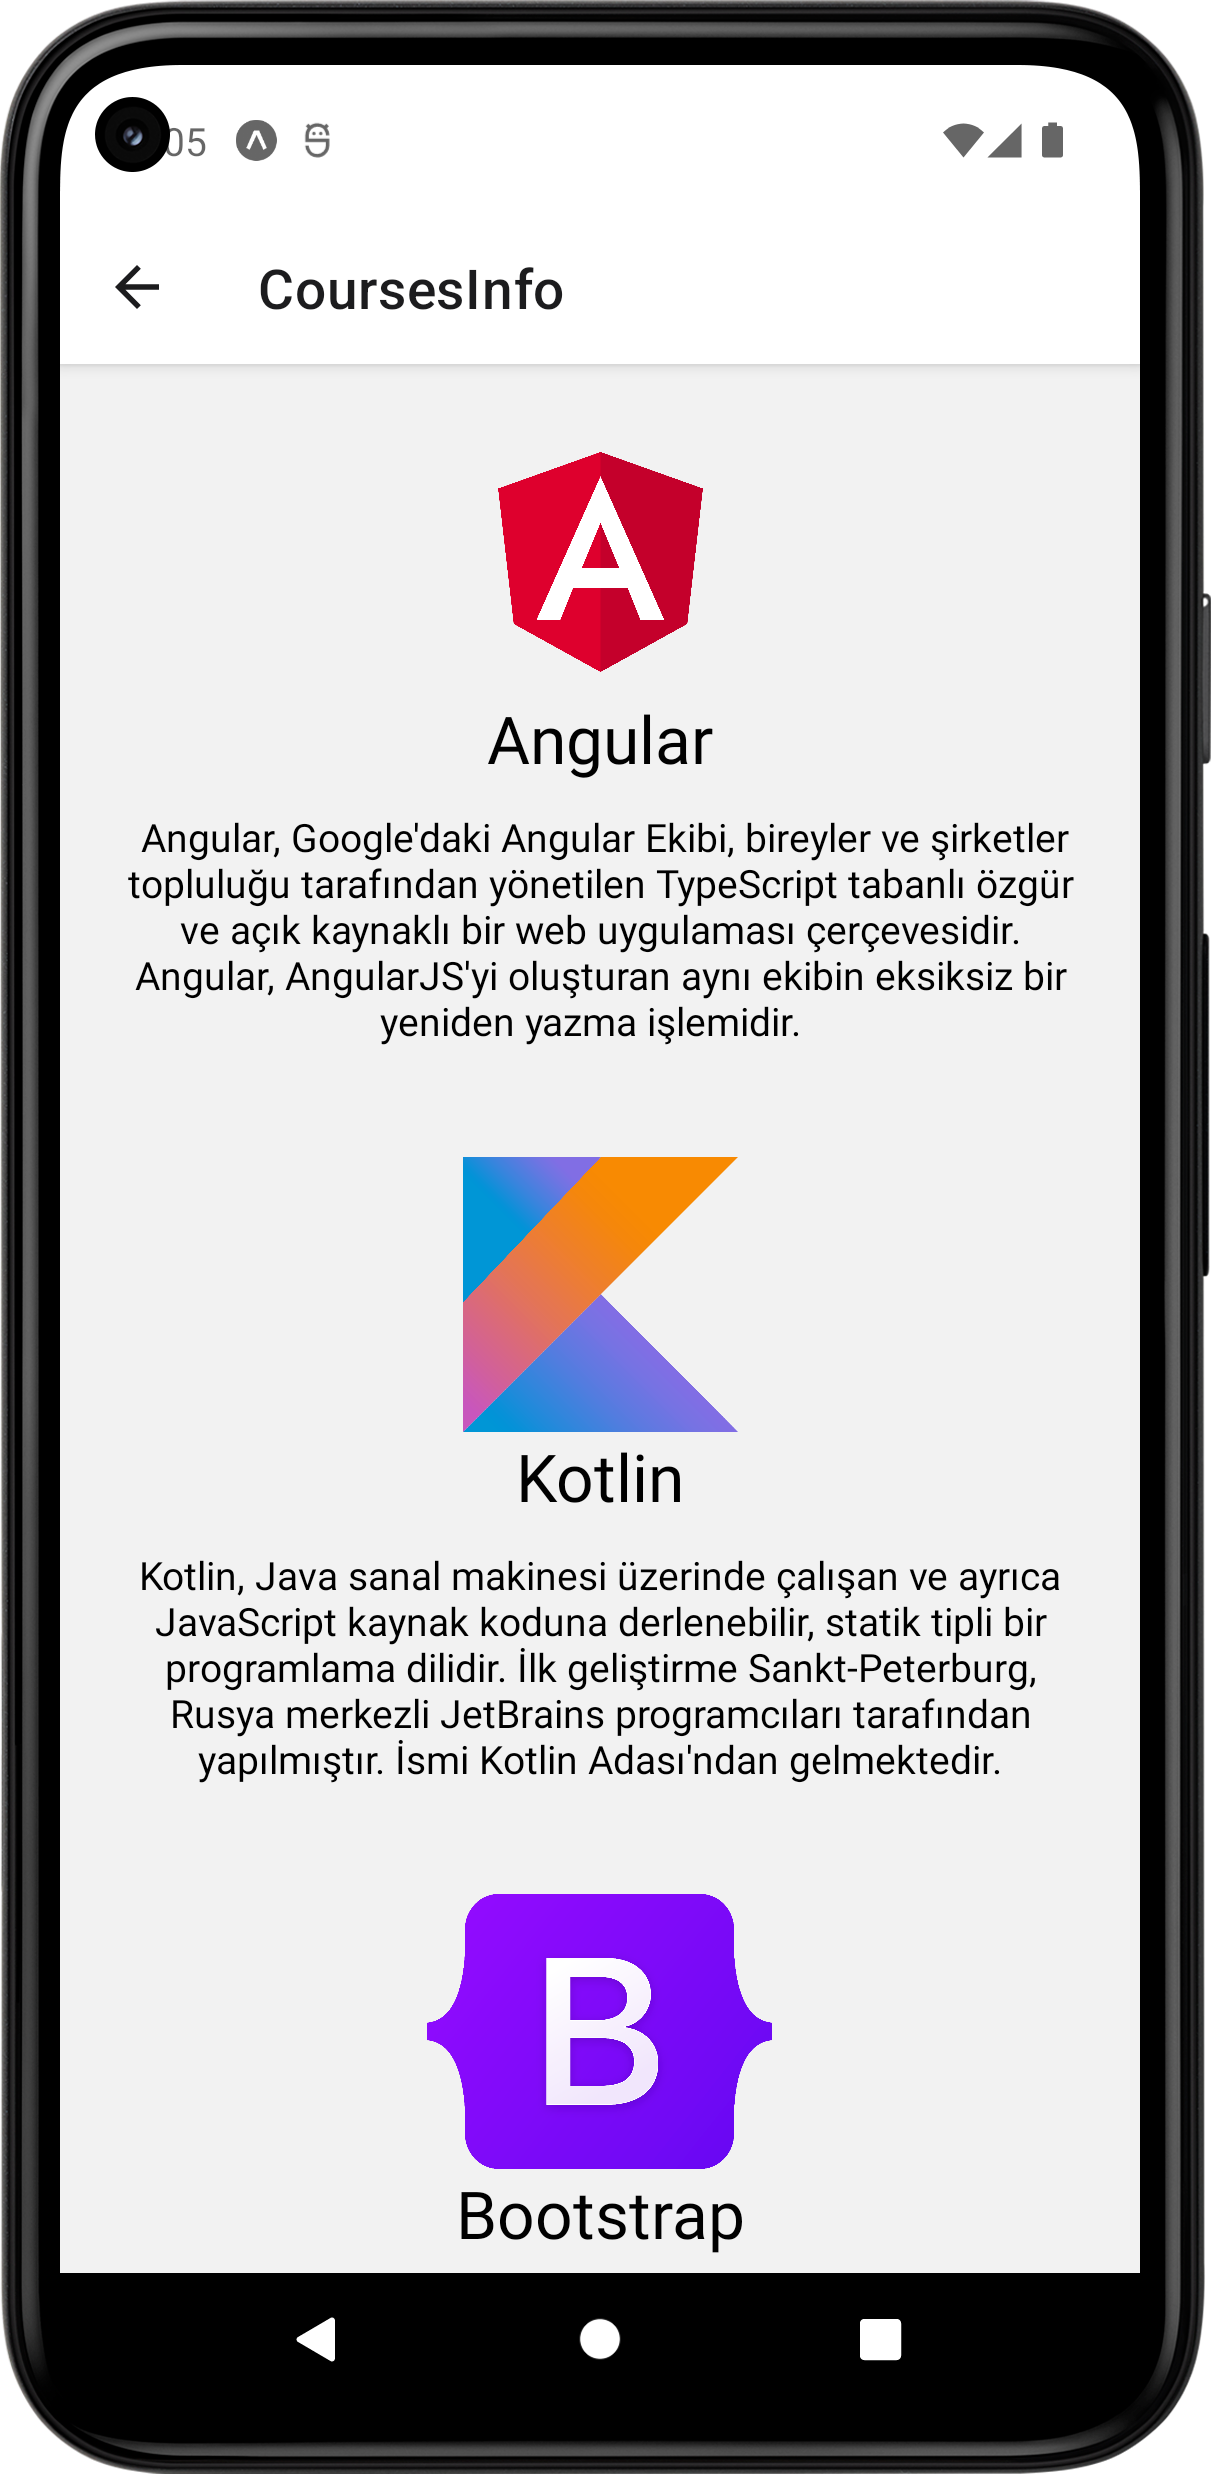 05
CoursesInfo
A
Angular
Angular, Google'daki Angular Ekibi, bireyler ve şirketler
topluluğu tarafından yönetilen TypeScript tabanlı özgür
ve açık kaynaklı bir web uygulaması çerçevesidir.
Angular, AngularJS'yi oluşturan aynı ekibin eksiksiz bir
yeniden yazma işlemidir.
Kotlin
Kotlin, Java sanal makinesi üzerinde çalışan ve ayrıca
JavaScript kaynak koduna derlenebilir, statik tipli bir
programlama dilidir. İlk geliştirme Sankt-Peterburg,
Rusya merkezli JetBrains programcıları tarafından
yapılmıştır. İsmi Kotlin Adası'ndan gelmektedir.
B
Bootstrap